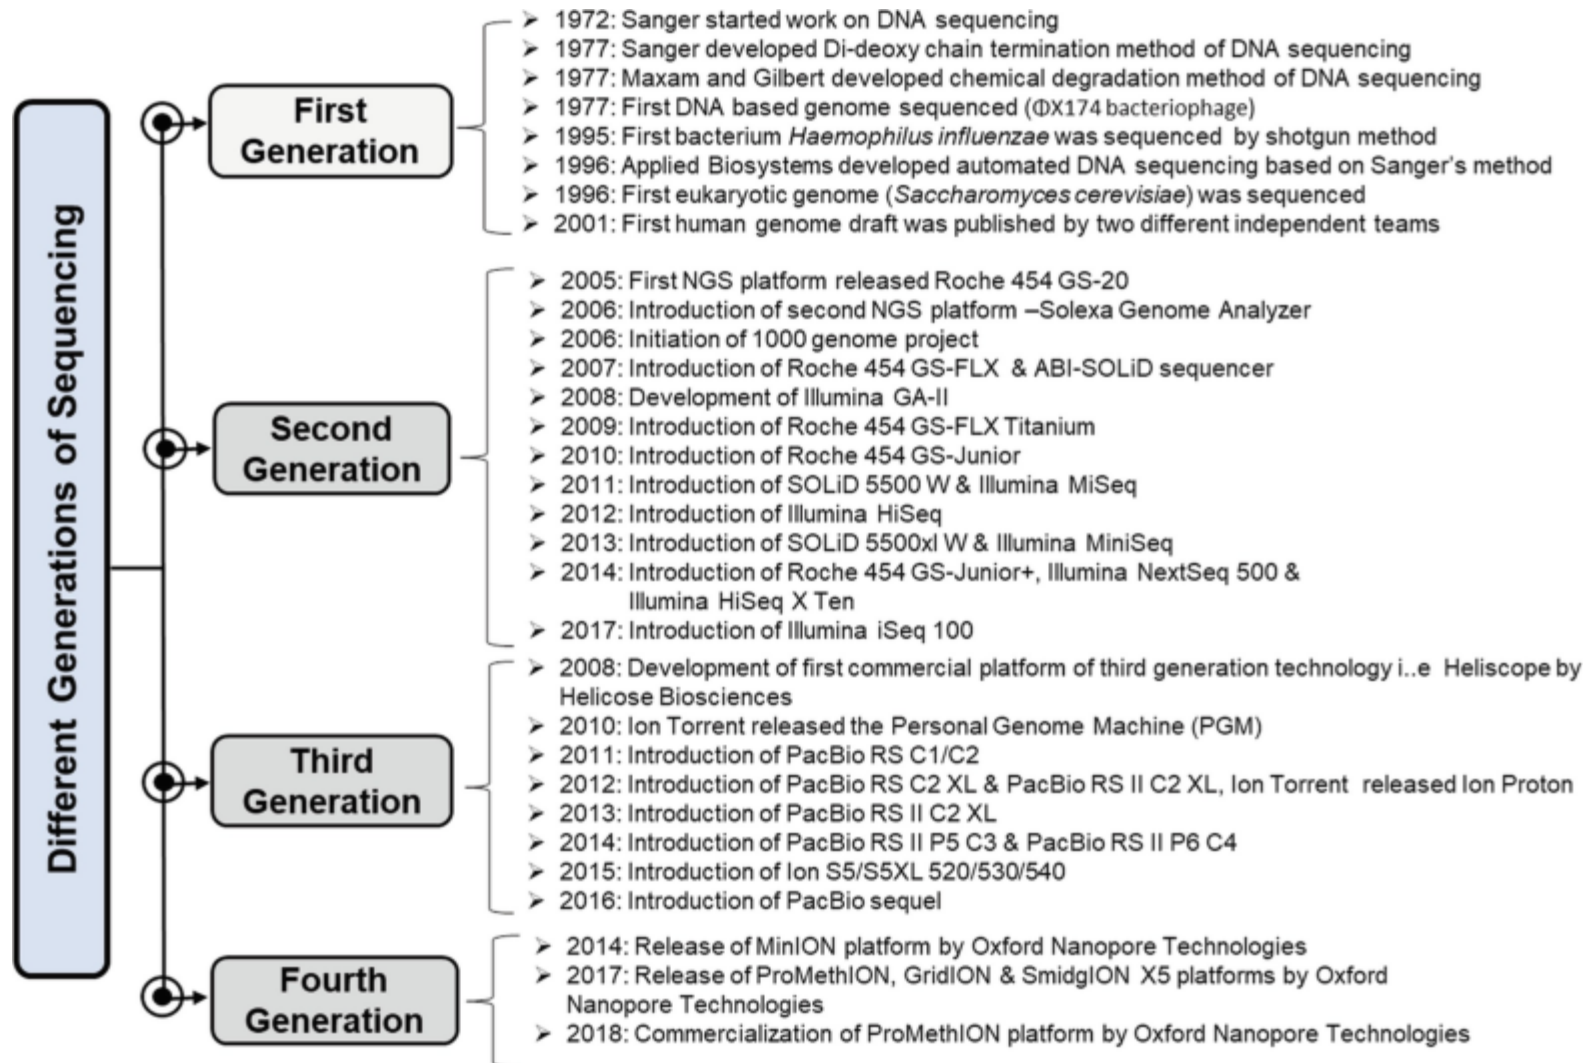 Different Generations of Sequencing
First
Generation
➤ 1972: Sanger started work on DNA sequencing
➤ 1977: Sanger developed Di-deoxy chain termination method of DNA sequencing
➤ 1977: Maxam and Gilbert developed chemical degradation method of DNA sequencing
➤ 1977: First DNA based genome sequenced (ΦX174 bacteriophage)
➤ 1995: First bacterium Haemophilus influenzae was sequenced by shotgun method
➤ 1996: Applied Biosystems developed automated DNA sequencing based on Sanger's method
➤ 1996: First eukaryotic genome (Saccharomyces cerevisiae) was sequenced
➤ 2001: First human genome draft was published by two different independent teams
Second
Generation
➤ 2005: First NGS platform released Roche 454 GS-20
➤ 2006: Introduction of second NGS platform –Solexa Genome Analyzer
➤ 2006: Initiation of 1000 genome project
➤ 2007: Introduction of Roche 454 GS-FLX & ABI-SOLiD sequencer
➤ 2008: Development of Illumina GA-II
➤ 2009: Introduction of Roche 454 GS-FLX Titanium
➤ 2010: Introduction of Roche 454 GS-Junior
➤ 2011: Introduction of SOLiD 5500 W & Illumina MiSeq
➤ 2012: Introduction of Illumina HiSeq
➤ 2013: Introduction of SOLiD 5500xl W & Illumina MiniSeq
➤ 2014: Introduction of Roche 454 GS-Junior+, Illumina NextSeq 500 &
Illumina HiSeq X Ten
➤ 2017: Introduction of Illumina iSeq 100
Third
Generation
➤ 2008: Development of first commercial platform of third generation technology i..e Heliscope by
Helicose Biosciences
➤ 2010: Ion Torrent released the Personal Genome Machine (PGM)
➤ 2011: Introduction of PacBio RS C1/C2
➤ 2012: Introduction of PacBio RS C2 XL & PacBio RS II C2 XL, Ion Torrent released Ion Proton
➤ 2013: Introduction of PacBio RS II C2 XL
➤ 2014: Introduction of PacBio RS II P5 C3 & PacBio RS II P6 C4
➤ 2015: Introduction of Ion S5/S5XL 520/530/540
➤ 2016: Introduction of PacBio sequel
Fourth
Generation
➤ 2014: Release of MinION platform by Oxford Nanopore Technologies
➤ 2017: Release of ProMethION, GridION & SmidgION X5 platforms by Oxford
Nanopore Technologies
➤ 2018: Commercialization of ProMethION platform by Oxford Nanopore Technologies